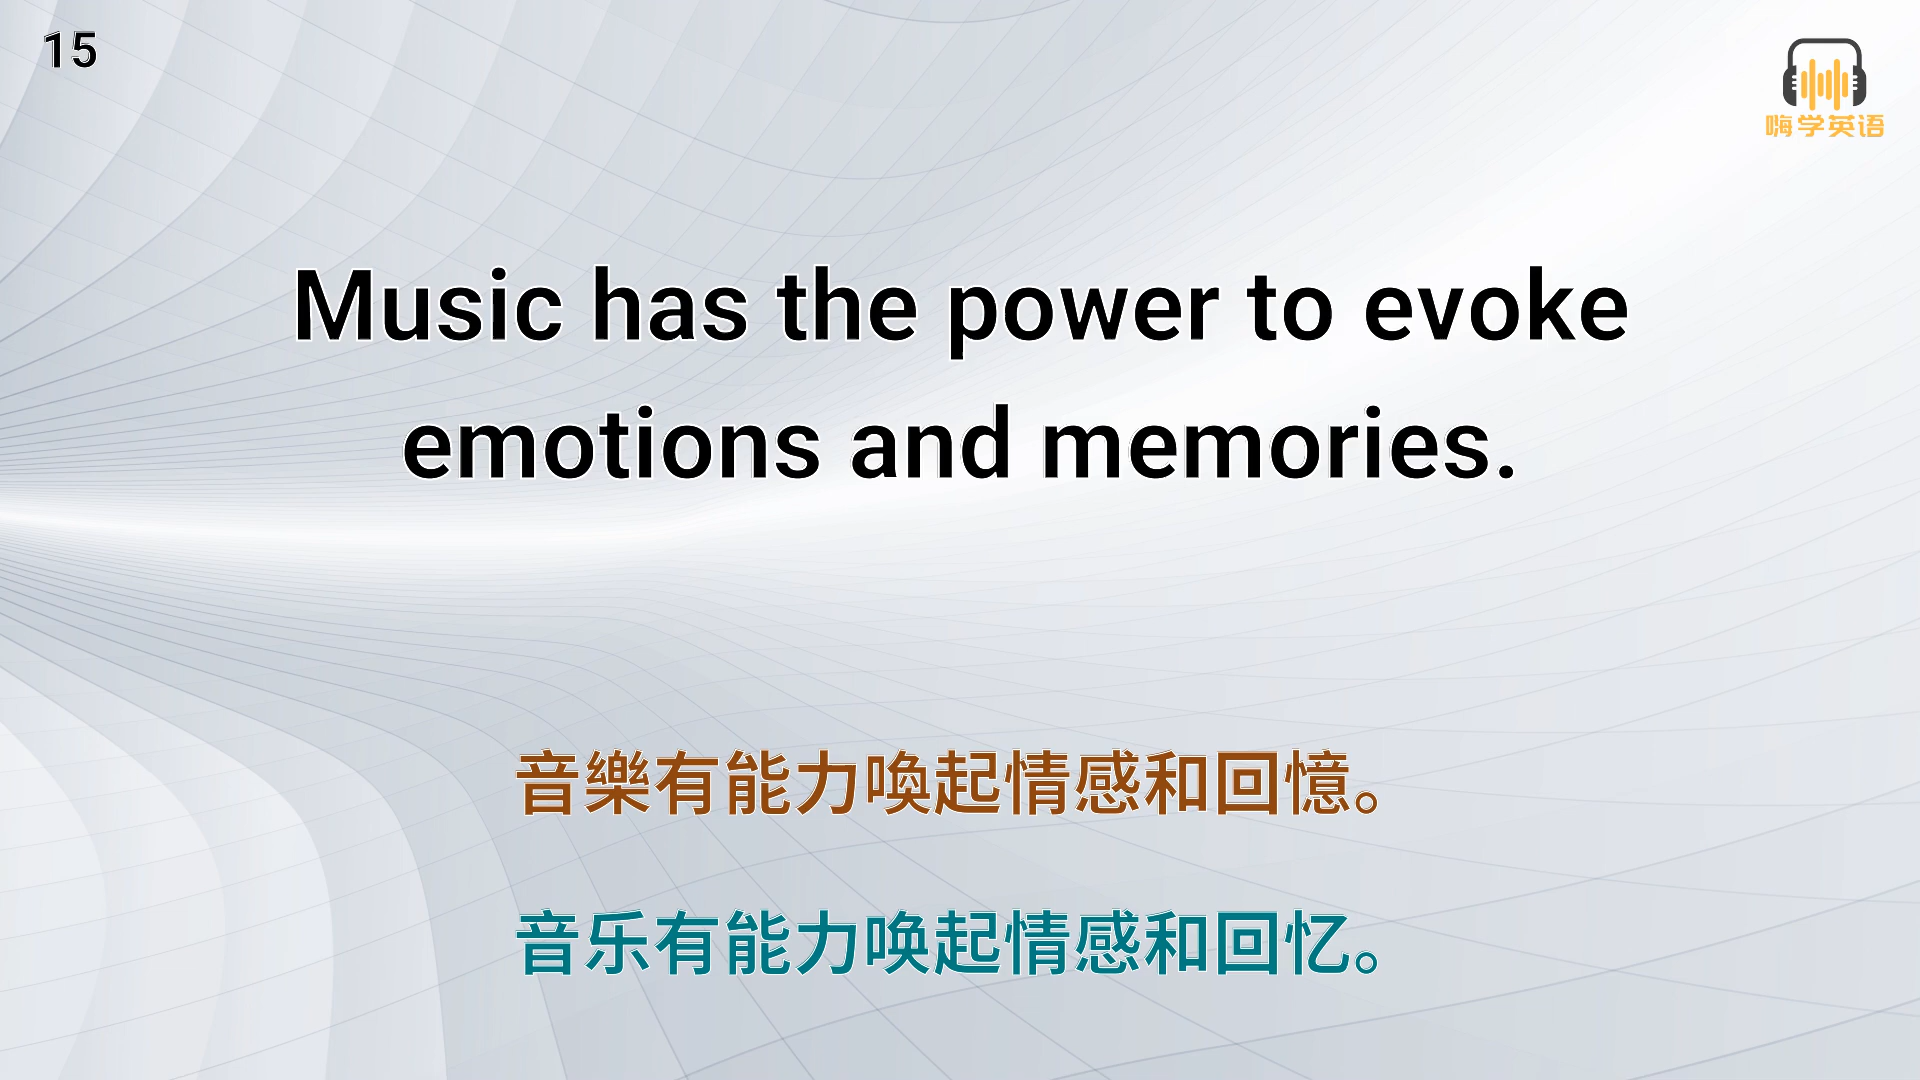 15
嗨学英语
Music has the power to evoke
emotions and memories.
音樂有能力喚起情感和回憶。
音乐有能力唤起情感和回忆。